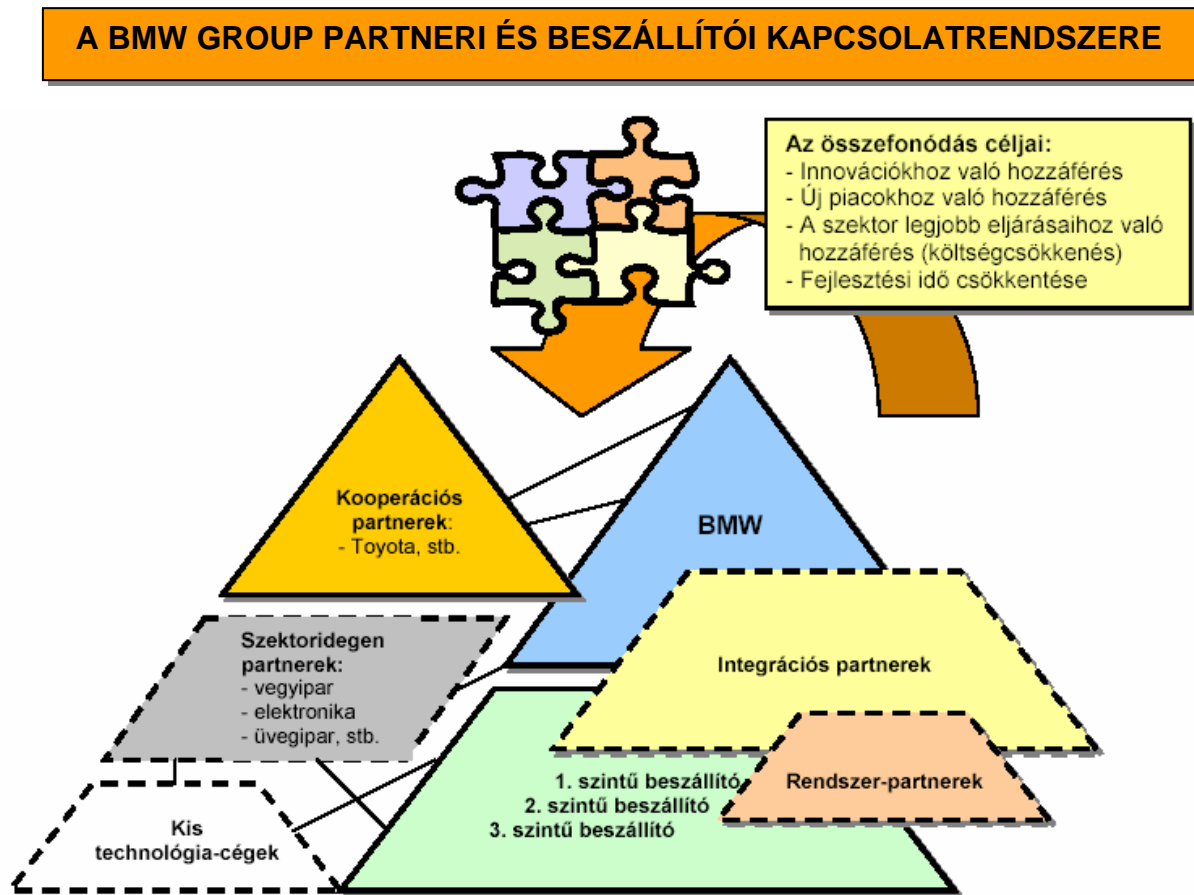 A BMW GROUP PARTNERI ÉS BESZÁLLÍTÓI KAPCSOLATRENDSZERE
Az összefonódás céljai:
- Innovációkhoz való hozzáférés
- Új piacokhoz való hozzáférés
- A szektor legjobb eljárásaihoz való
hozzáférés (költségcsökkenés)
- Fejlesztési idő csökkentése
Kooperációs
partnerek:
- Toyota, stb.
BMW
Szektoridegen
partnerek:
- vegyipar
- elektronika
- üvegipar, stb.
Integrációs partnerek
1. szintű beszállító
2. szintű beszállító
3. szintű beszállító
Rendszer-partnerek
Kis
technológia-cégek